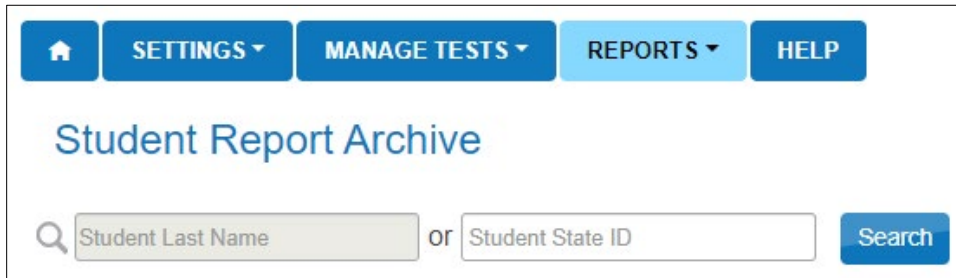 SETTINGS MANAGE TESTS REPORTS HELP
Student Report Archive
Student Last Name or Student State ID Search